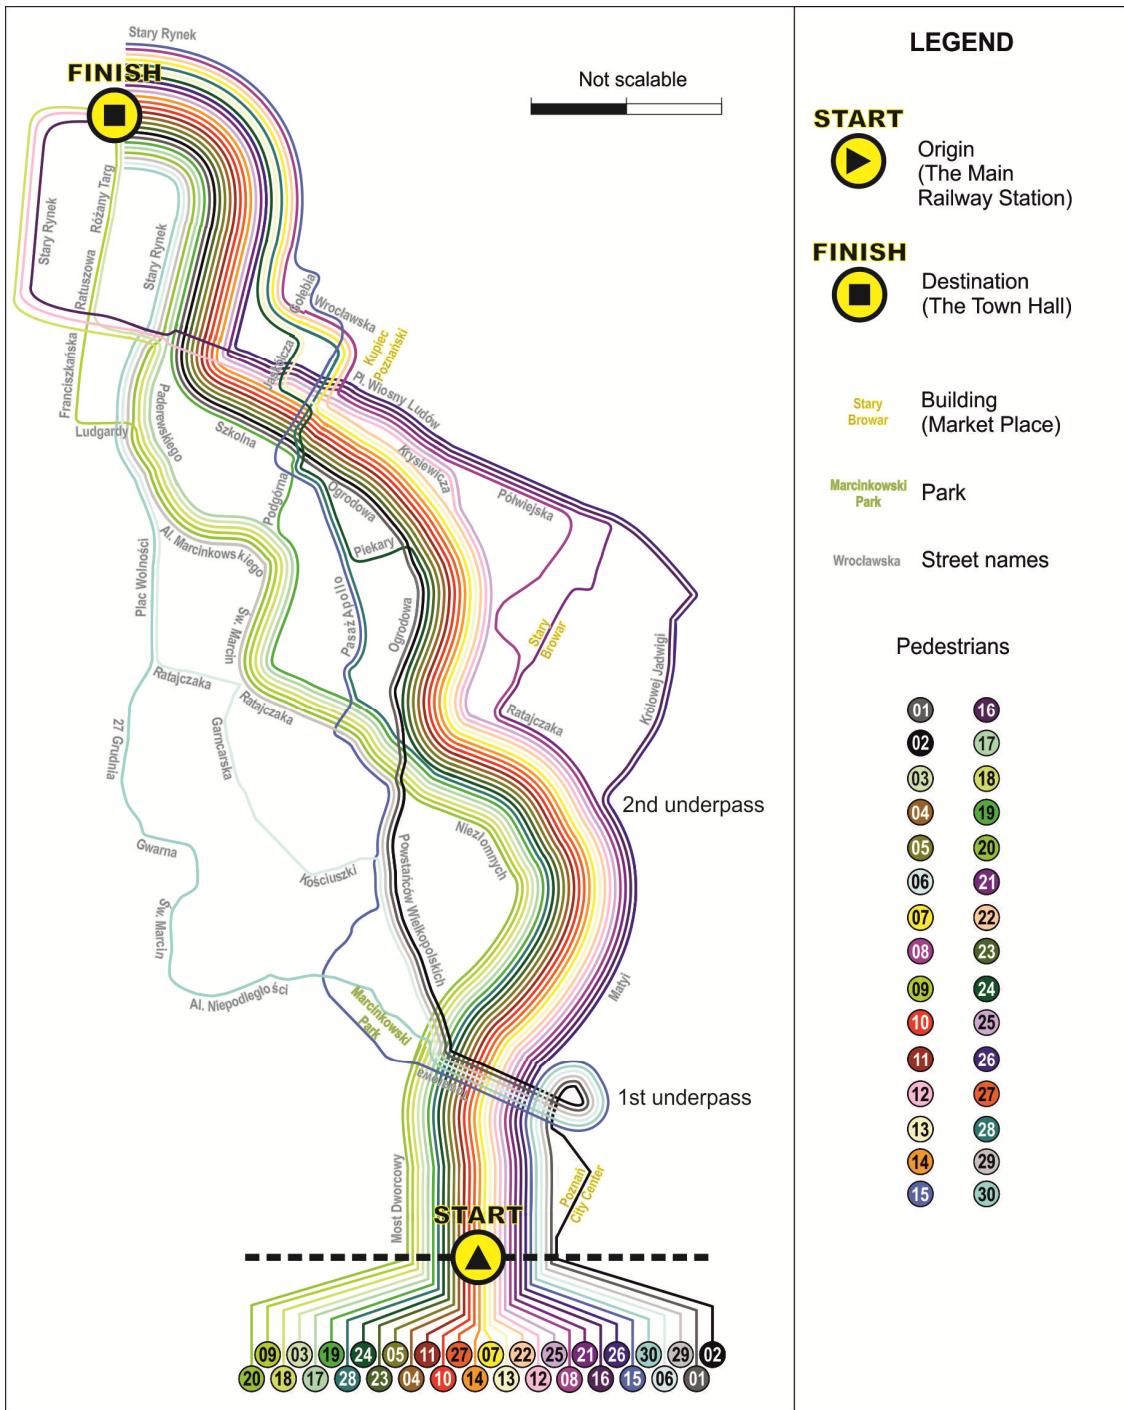 Stary Rynek
FINISH
Not scalable
Stary Rynek
Różany Targ
Ratuszowa
Stary Rynek
Gołębia
Wrocławska
Kupiec
Poznański
Jaskółcza
Pl. Wiosny Ludów
Franciszkańska
Ludgardy
Paderewskiego
Szkolna
Krysiewicza
Półwiejska
Podgórna
Ogrodowa
Piekary
Al. Marcinkowskiego
Plac Wolności
Św. Marcin
Pasaż Apollo
Ogrodowa
Stary
Browar
Królowej Jadwigi
Ratajczaka
Ratajczaka
Ratajczaka
27 Grudnia
Garncarska
2nd underpass
Gwarna
Kościuszki
Powstańców Wielkopolskich
Niezłomnych
Św. Marcin
Al. Niepodległości
Marcinkowski
Park
Matyi
Towarowa
1st underpass
Most Dworcowy
Poznań
City Center
START
09
03
19
24
05
11
27
07
22
25
21
26
30
29
02
20
18
17
28
23
04
10
14
13
12
08
16
15
06
01
LEGEND
START
Origin
(The Main
Railway Station)
FINISH
Destination
(The Town Hall)
Stary
Browar
Building
(Market Place)
Marcinkowski
Park
Park
Wrocławska
Street names
Pedestrians
01
16
02
17
03
18
04
19
05
20
06
21
07
22
08
23
09
24
10
25
11
26
12
27
13
28
14
29
15
30